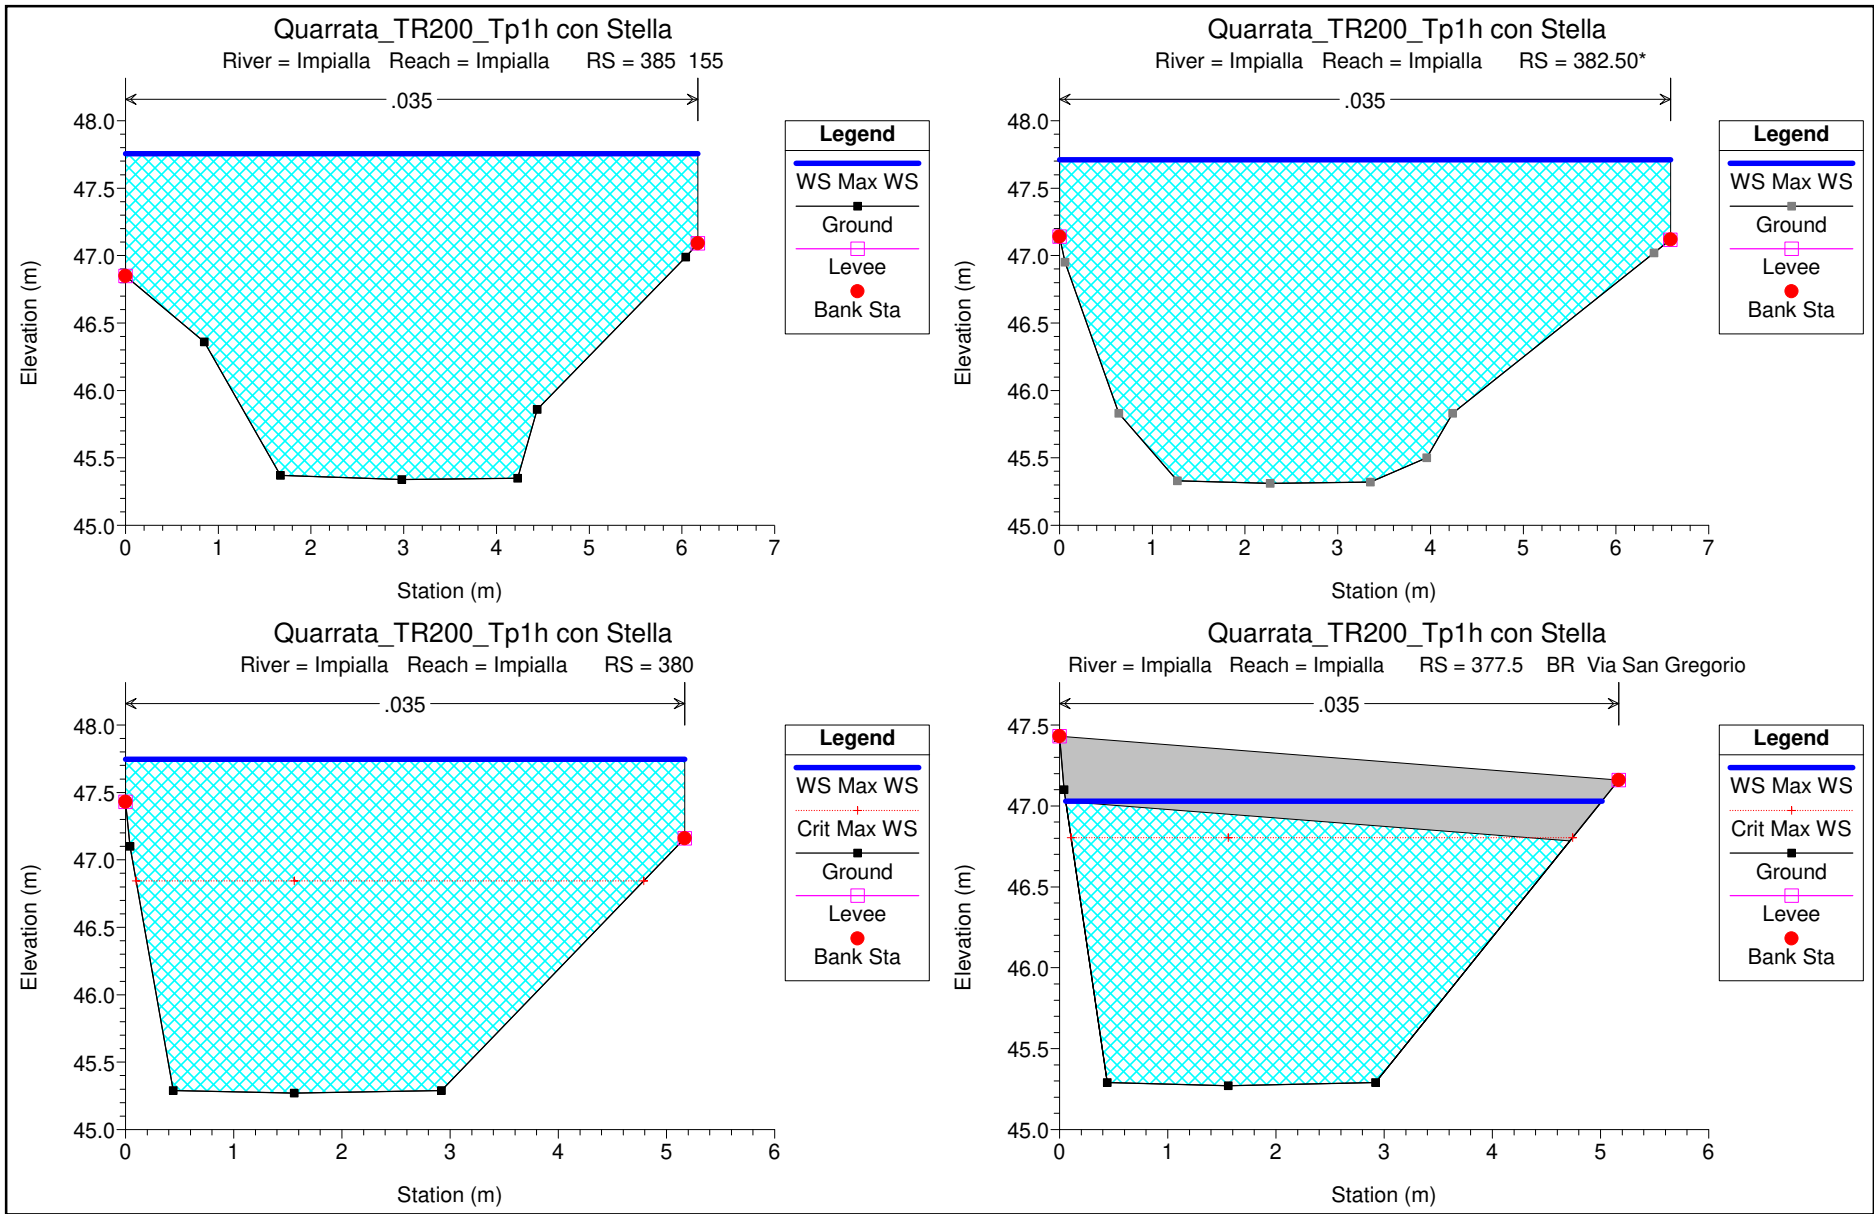 Quarrata_TR200_Tp1h con Stella
River = Impialla Reach = Impialla RS = 385 155
.035
48.0
47.5
47.0
46.5
46.0
45.5
45.0
Elevation (m)
0 1 2 3 4 5 6 7
Station (m)
Legend
WS Max WS
Ground
Levee
Bank Sta
Quarrata_TR200_Tp1h con Stella
River = Impialla Reach = Impialla RS = 382.50*
.035
48.0
47.5
47.0
46.5
46.0
45.5
45.0
Elevation (m)
0 1 2 3 4 5 6 7
Station (m)
Legend
WS Max WS
Ground
Levee
Bank Sta
Quarrata_TR200_Tp1h con Stella
River = Impialla Reach = Impialla RS = 380
.035
48.0
47.5
47.0
46.5
46.0
45.5
45.0
Elevation (m)
0 1 2 3 4 5 6
Station (m)
Legend
WS Max WS
Crit Max WS
Ground
Levee
Bank Sta
Quarrata_TR200_Tp1h con Stella
River = Impialla Reach = Impialla RS = 377.5 BR Via San Gregorio
.035
47.5
47.0
46.5
46.0
45.5
45.0
Elevation (m)
0 1 2 3 4 5 6
Station (m)
Legend
WS Max WS
Crit Max WS
Ground
Levee
Bank Sta